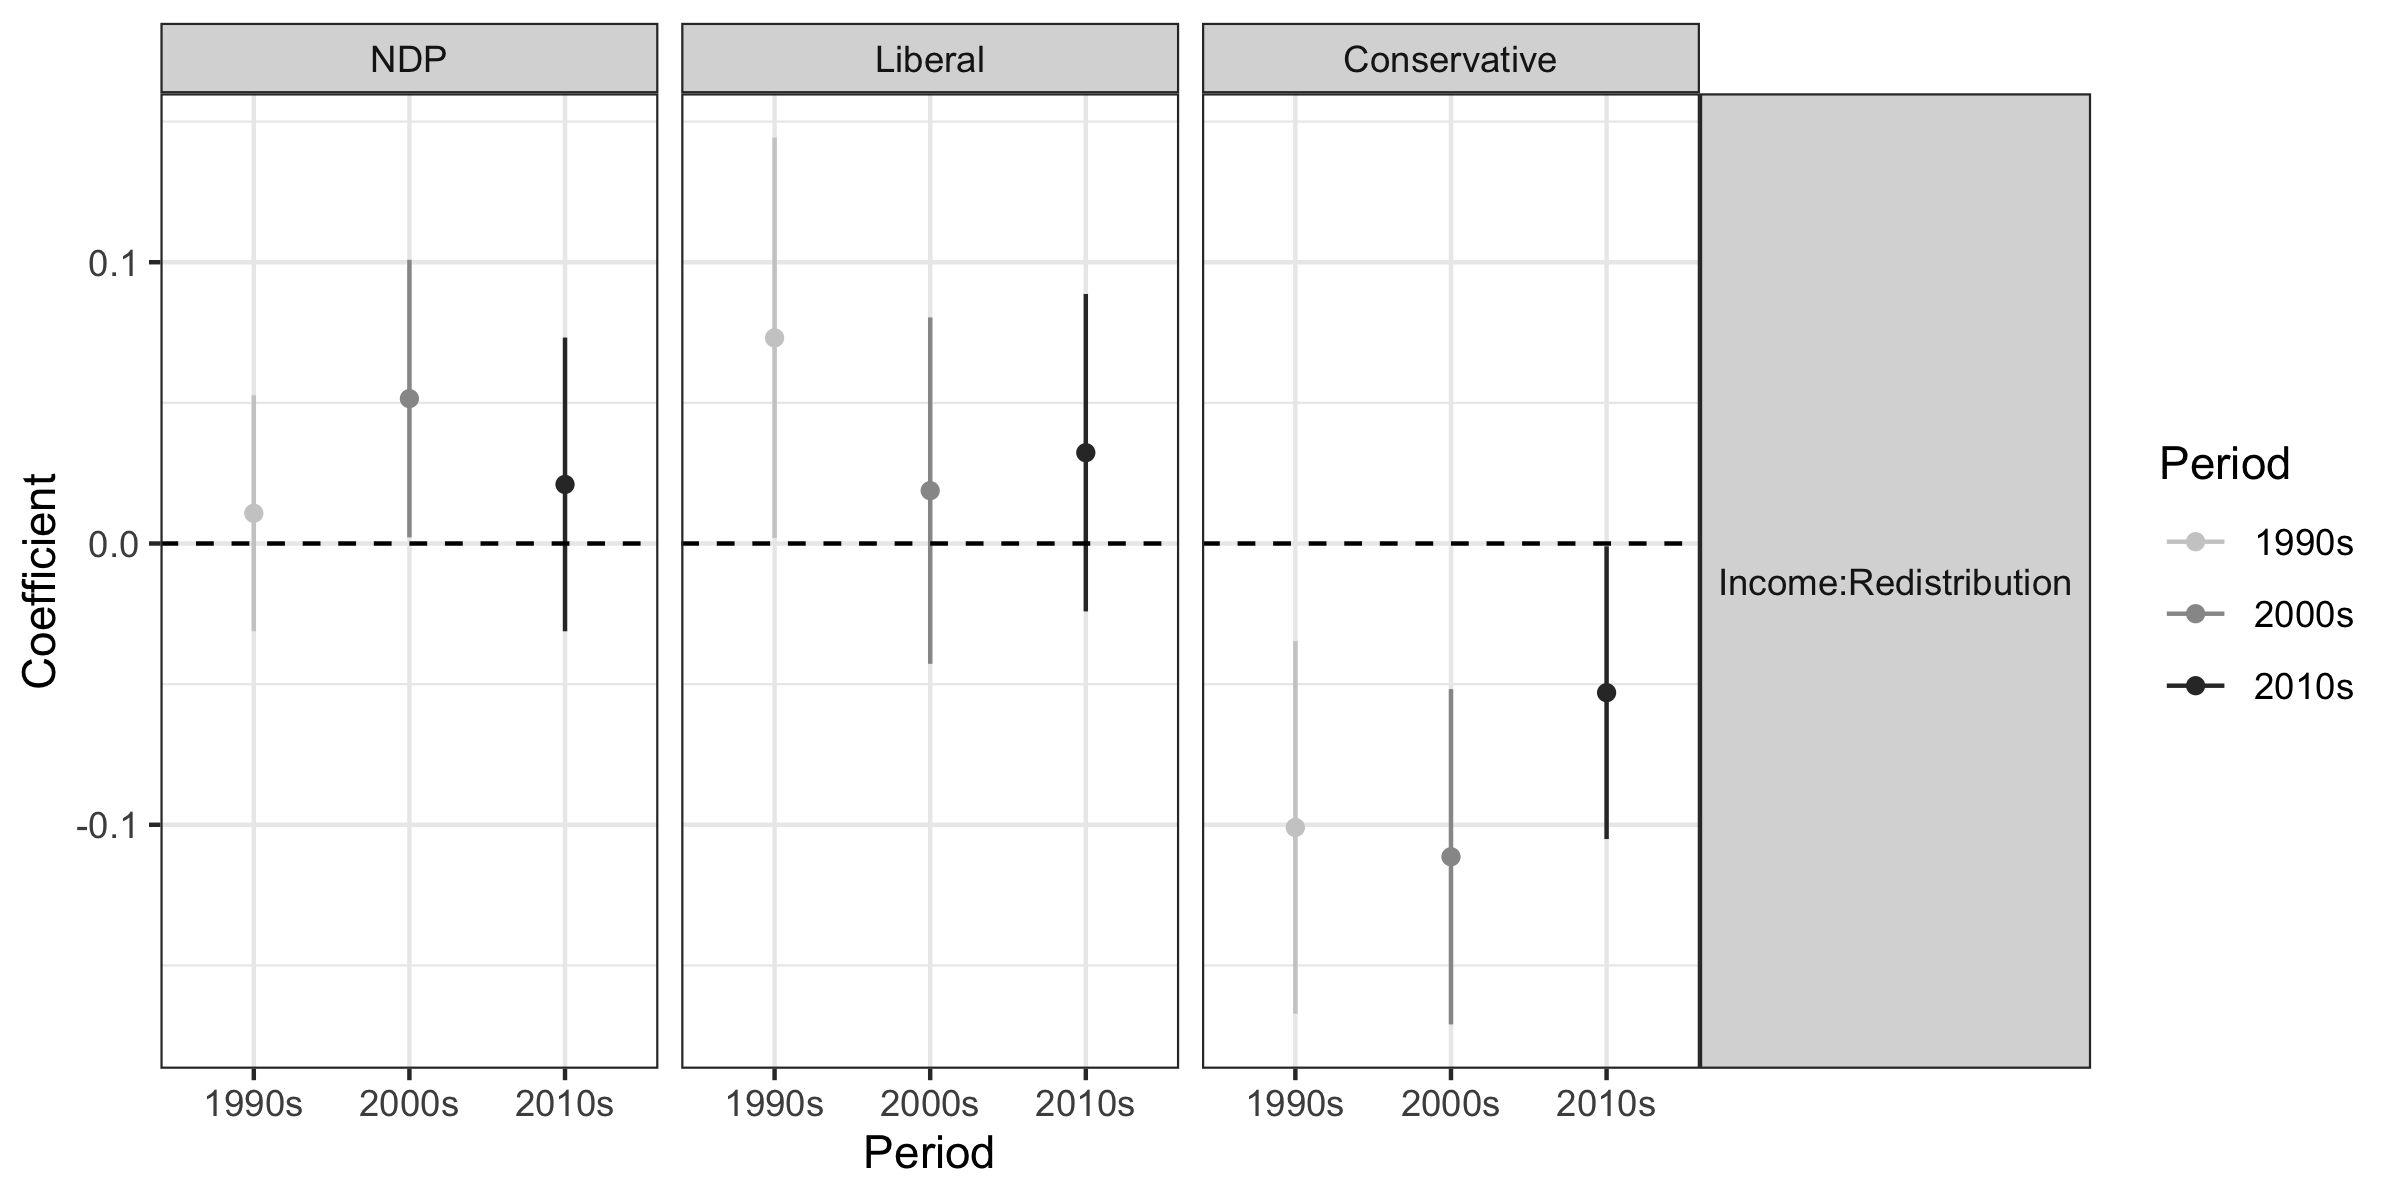 NDP
Liberal
Conservative
0.1
0.0
-0.1
Coefficient
Income:Redistribution
1990s 2000s 2010s
1990s 2000s 2010s
1990s 2000s 2010s
Period
Period
1990s
2000s
2010s